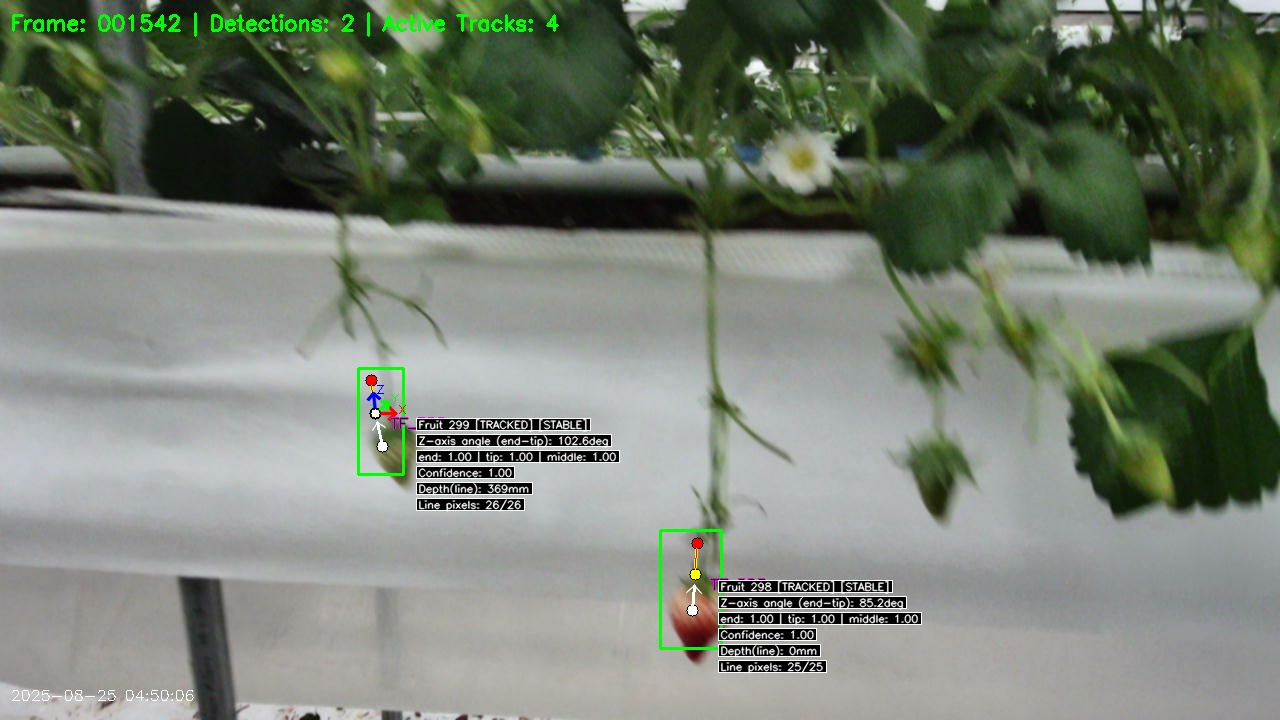 Frame: 001542 | Detections: 2 | Active Tracks: 4
Z
X
Fruit 299 [TRACKED] [STABLE]
Z-axis angle (end-tip): 102.6deg
end: 1.00 | tip: 1.00 | middle: 1.00
Confidence: 1.00
Depth(line): 369mm
Line pixels: 26/26
Fruit 298 [TRACKED] [STABLE]
Z-axis angle (end-tip): 85.2deg
end: 1.00 | tip: 1.00 | middle: 1.00
Confidence: 1.00
Depth(line): 0mm
Line pixels: 25/25
2025-08-25 04:50:06